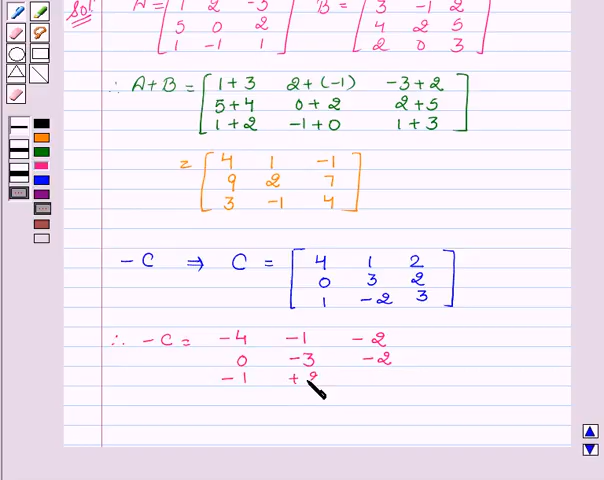 Sol!
A = [ 1 2 -3 ] B = [ 3 -1 2 ]
5 0 2 4 2 5
1 -1 1 2 0 3
∴ A+B = [ 1+3 2+(-1) -3+2 ]
5+4 0+2 2+5
1+2 -1+0 1+3
= [ 4 1 -1 ]
9 2 7
3 -1 4
-C ⇒ C = [ 4 1 2 ]
0 3 2
1 -2 3
∴ -C = -4 -1 -2
0 -3 -2
-1 +2